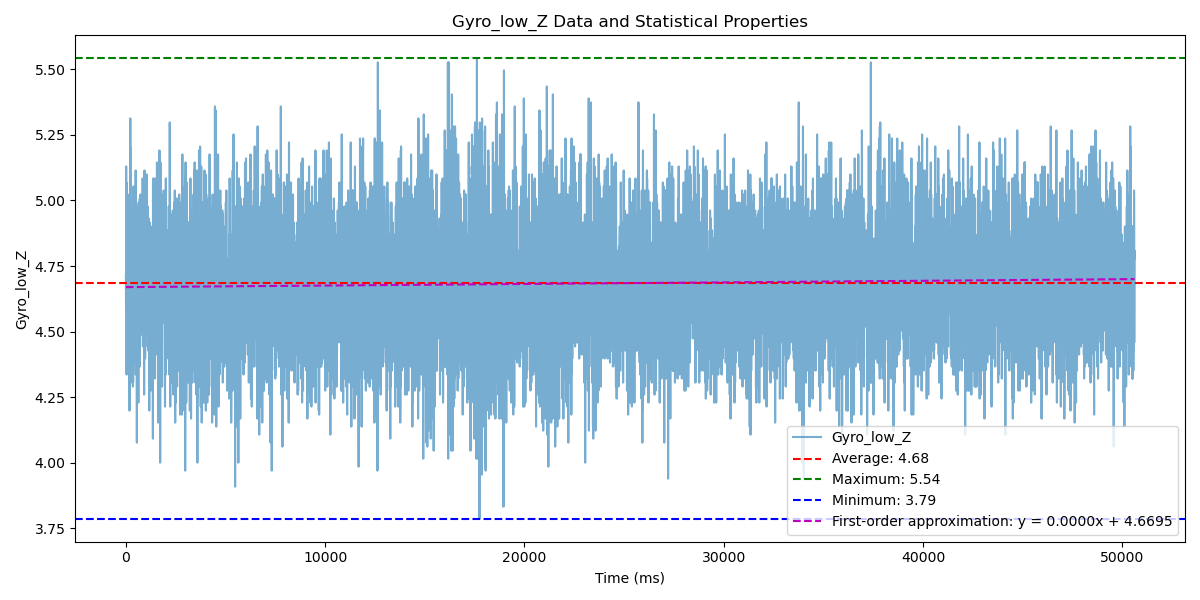 Gyro_low_Z Data and Statistical Properties
5.50
5.25
5.00
4.75
4.50
4.25
4.00
3.75
Gyro_low_Z
Gyro_low_Z
Average: 4.68
Maximum: 5.54
Minimum: 3.79
First-order approximation: y = 0.0000x + 4.6695
0 10000 20000 30000 40000 50000
Time (ms)